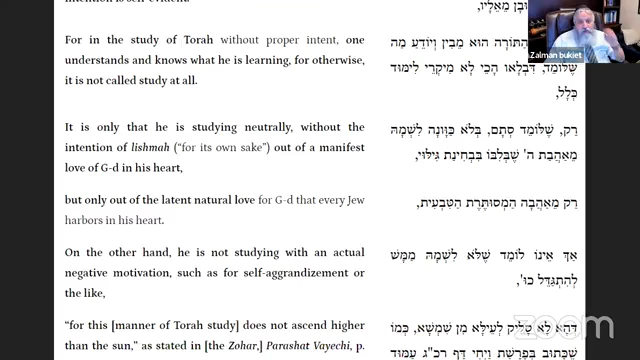 For in the study of Torah without proper intent, one
understands and knows what he is learning, for otherwise,
it is not called study at all.
It is only that he is studying neutrally, without the
intention of lishmah (“for its own sake”) out of a manifest
love of G-d in his heart,
but only out of the latent natural love for G-d that every Jew
harbors in his heart.
On the other hand, he is not studying with an actual
negative motivation, such as for self-aggrandizement or
the like,
“for this [manner of Torah study] does not ascend higher
than the sun,” as stated in [the Zohar,] Parashat Vayechi, p.
הַתּוֹרָה הוּא מֵבִין וְיוֹדֵעַ מַה
שֶּׁלּוֹמֵד, דִּבְלָאו הָכֵי לָא מִיקְרֵי לִימּוּד
כְּלָל,
רַק, שֶׁלּוֹמֵד סְתָם, בְּלֹא כַּוָּונָה לִשְׁמָהּ
מֵאַהֲבַת ה' שֶׁבְּלִבּוֹ בִּבְחִינַת גִּילּוּי,
רַק מֵאַהֲבָה הַמְסוּתֶּרֶת הַטִּבְעִית,
אַךְ אֵינוֹ לוֹמֵד שֶׁלֹּא לִשְׁמָהּ מַמָּשׁ
לְהִתְגַּדֵּל כוּ',
דְּהָא לָא סָלֵיק לְעֵילָּא מִן שִׁמְשָׁא, כְּמוֹ
שֶׁכָּתוּב בְּפָרָשַׁת וַיְחִי דַּף רכ"ג עַמּוּד
Zalman bukiet
zoom